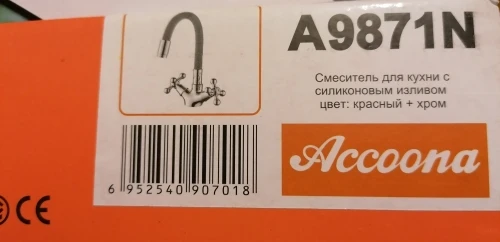 A9871N
Смеситель для кухни с
силиконовым изливом
цвет: красный + хром
Accoona
6 952540 907018
CE